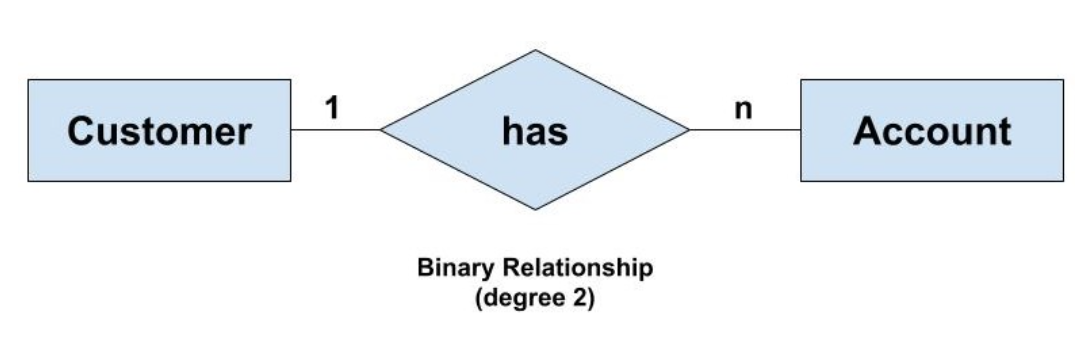 1
n
Customer
has
Account
Binary Relationship
(degree 2)